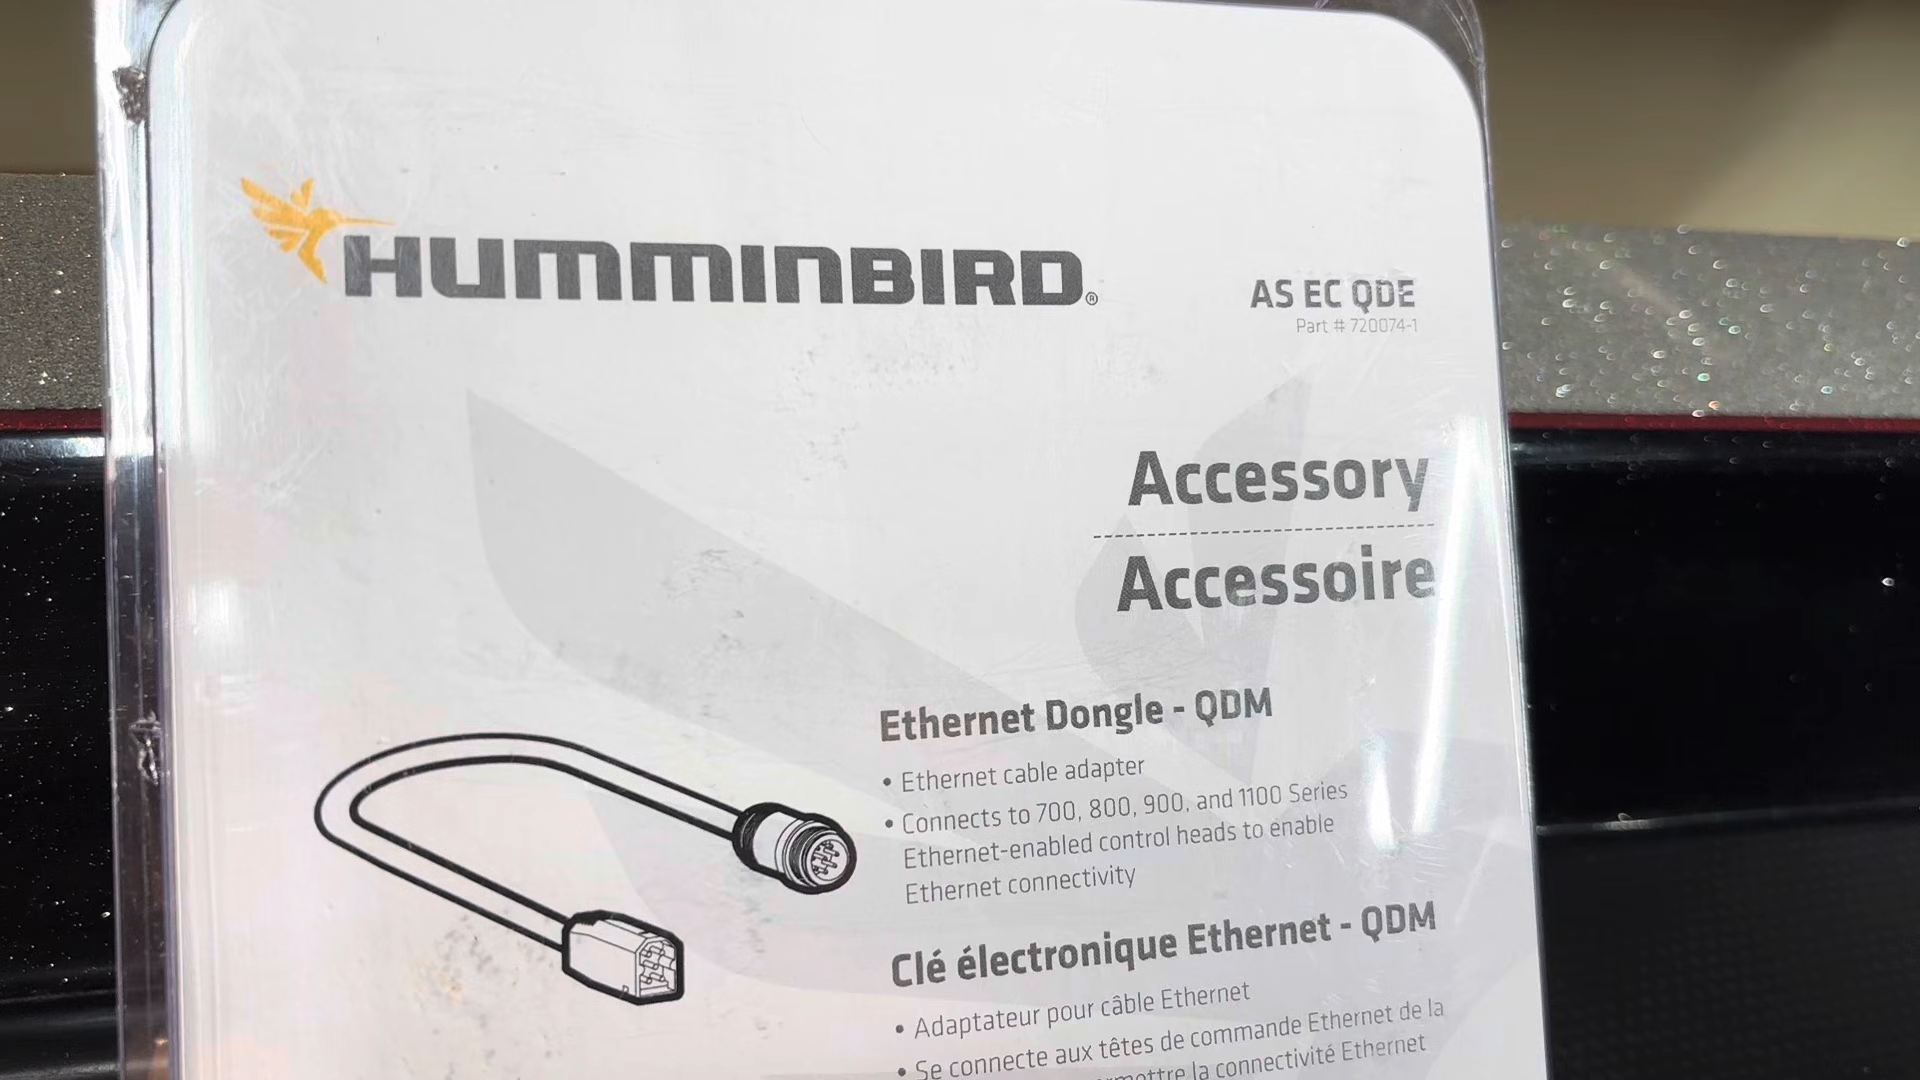 HUMMINBIRD®
AS EC QDE
Part # 720074-1
Accessory
Accessoire
Ethernet Dongle - QDM
• Ethernet cable adapter
• Connects to 700, 800, 900, and 1100 Series
Ethernet-enabled control heads to enable
Ethernet connectivity
Clé électronique Ethernet - QDM
• Adaptateur pour câble Ethernet
• Se connecte aux têtes de commande Ethernet de la
la connectivité Ethernet